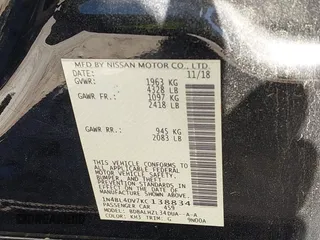 MFD BY NISSAN MOTOR CO., LTD.
DATE: 11/18
GVWR: 1963 KG
4328 LB
GAWR FR: 1097 KG
2418 LB
GAWR RR: 945 KG
2083 LB
THIS VEHICLE CONFORMS TO ALL APPLICABLE
FEDERAL MOTOR VEHICLE SAFETY, BUMPER,
AND THEFT PREVENTION STANDARDS
IN EFFECT ON THE DATE OF
MANUFACTURE SHOWN ABOVE.
1N4BL4DV7KC 138834
PASSENGER CAR 459
MODEL: BDBALHZL34DUA-A-A
COLOR: KH3 TRIM: G 9N00A